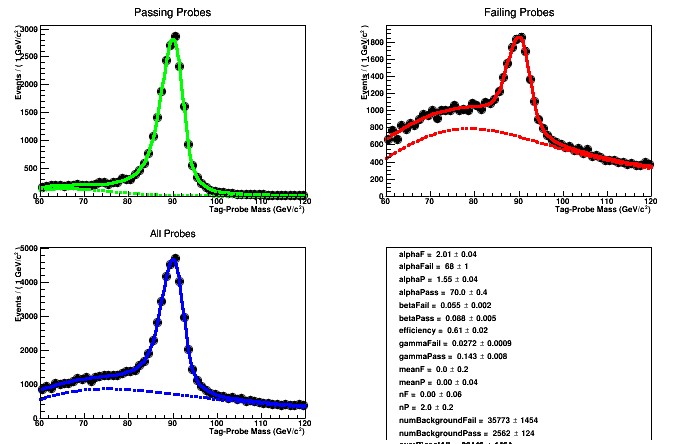 Passing Probes
Events / ( 1 GeV/c²)
3000
2500
2000
1500
1000
500
0
60 70 80 90 100 110 120
Tag-Probe Mass (GeV/c²)
Failing Probes
Events / ( 1 GeV/c²)
1800
1600
1400
1200
1000
800
600
400
200
0
60 70 80 90 100 110 120
Tag-Probe Mass (GeV/c²)
All Probes
Events / ( 1 GeV/c²)
5000
4000
3000
2000
1000
0
60 70 80 90 100 110 120
Tag-Probe Mass (GeV/c²)
alphaF = 2.01 ± 0.04
alphaFail = 68 ± 1
alphaP = 1.55 ± 0.04
alphaPass = 70.0 ± 0.4
betaFail = 0.055 ± 0.002
betaPass = 0.088 ± 0.005
efficiency = 0.61 ± 0.02
gammaFail = 0.0272 ± 0.0009
gammaPass = 0.143 ± 0.008
meanF = 0.0 ± 0.2
meanP = 0.00 ± 0.04
nF = 0.00 ± 0.06
nP = 2.0 ± 0.2
numBackgroundFail = 35773 ± 1454
numBackgroundPass = 2562 ± 124